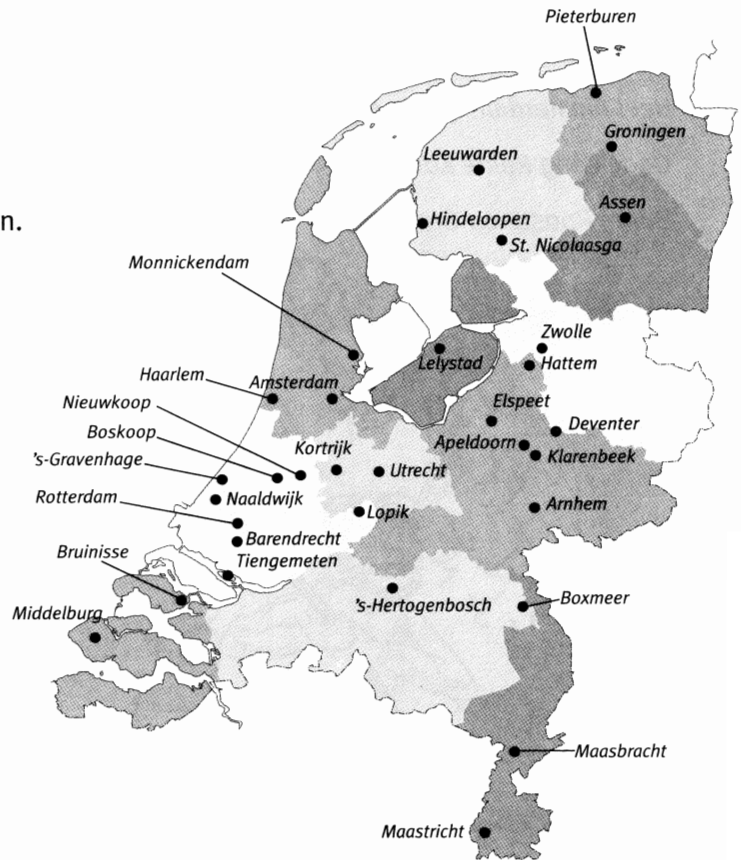 Pieterburen
Groningen
Leeuwarden
Assen
n.
Hindeloopen
St. Nicolaasga
Monnickendam
Zwolle
Lelystad
Hattem
Haarlem
Amsterdam
Elspeet
Nieuwkoop
Deventer
Boskoop
Kortrijk
Apeldoorn
Klarenbeek
's-Gravenhage
Utrecht
Naaldwijk
Rotterdam
Lopik
Arnhem
Barendrecht
Bruinisse
Tiengemeten
's-Hertogenbosch
Boxmeer
Middelburg
Maasbracht
Maastricht